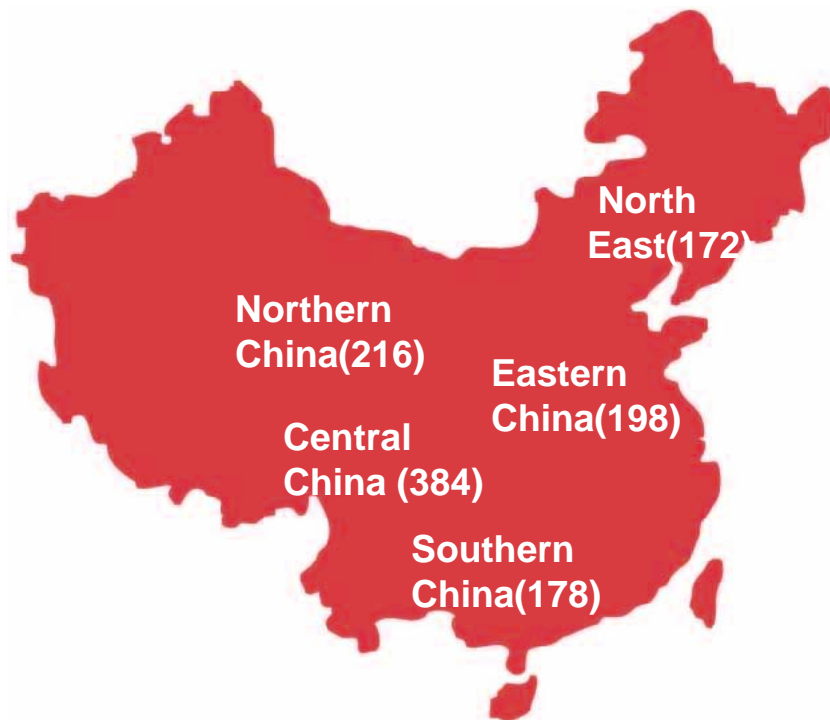 North
East(172)
Northern
China(216)
Eastern
China(198)
Central
China (384)
Southern
China(178)